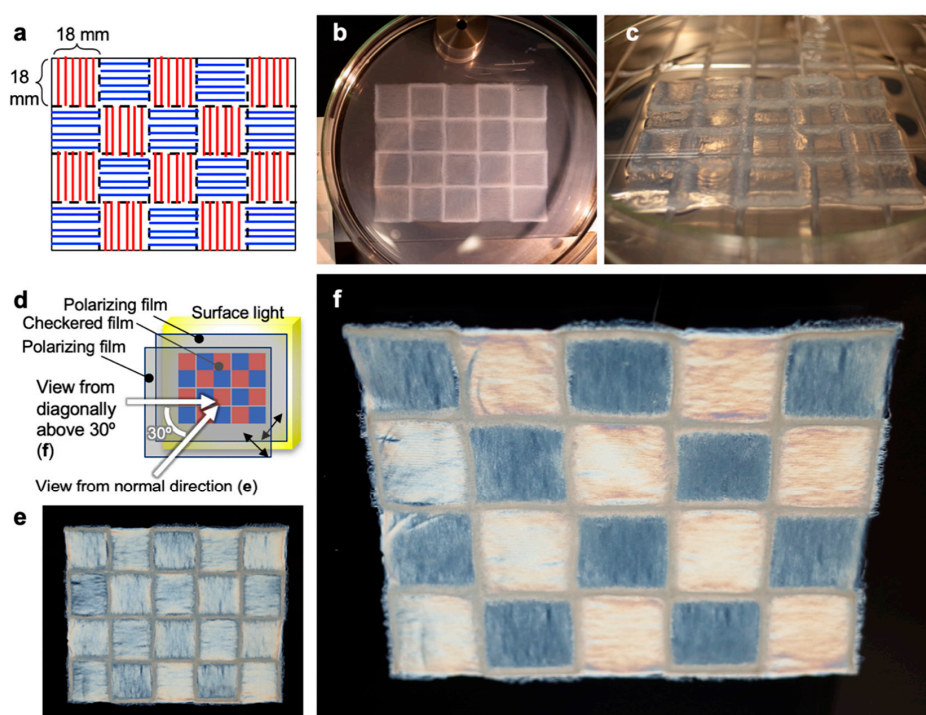 a
18 mm
18
mm
b
c
d
Polarizing film
Checkered film
Polarizing film
Surface light
View from
diagonally
above 30º
(f)
30º
View from normal direction (e)
e
f